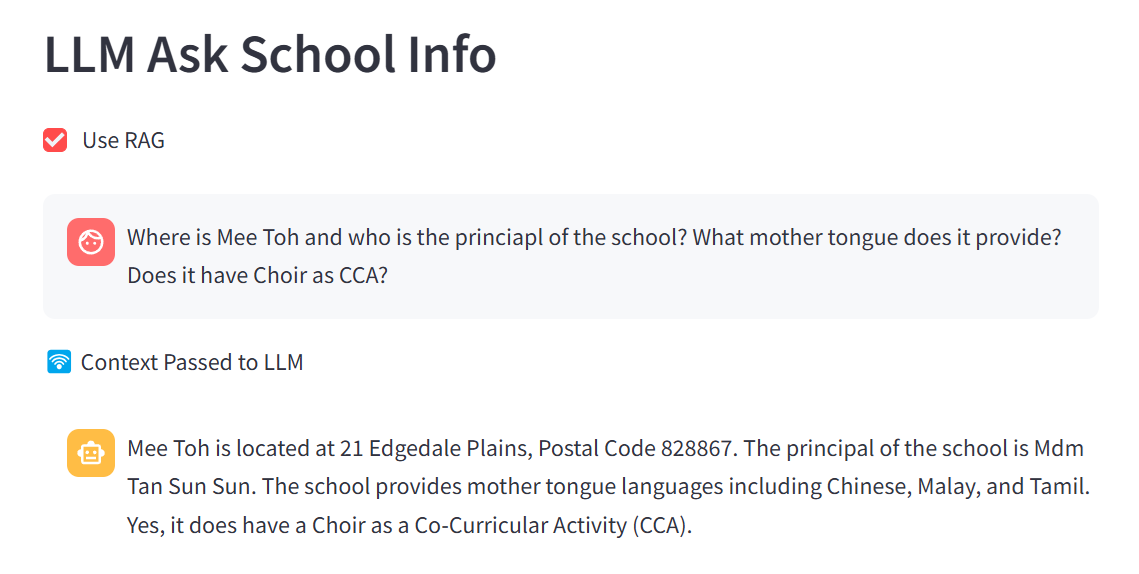 LLM Ask School Info
Use RAG
Where is Mee Toh and who is the princiapl of the school? What mother tongue does it provide?
Does it have Choir as CCA?
Context Passed to LLM
Mee Toh is located at 21 Edgedale Plains, Postal Code 828867. The principal of the school is Mdm
Tan Sun Sun. The school provides mother tongue languages including Chinese, Malay, and Tamil.
Yes, it does have a Choir as a Co-Curricular Activity (CCA).